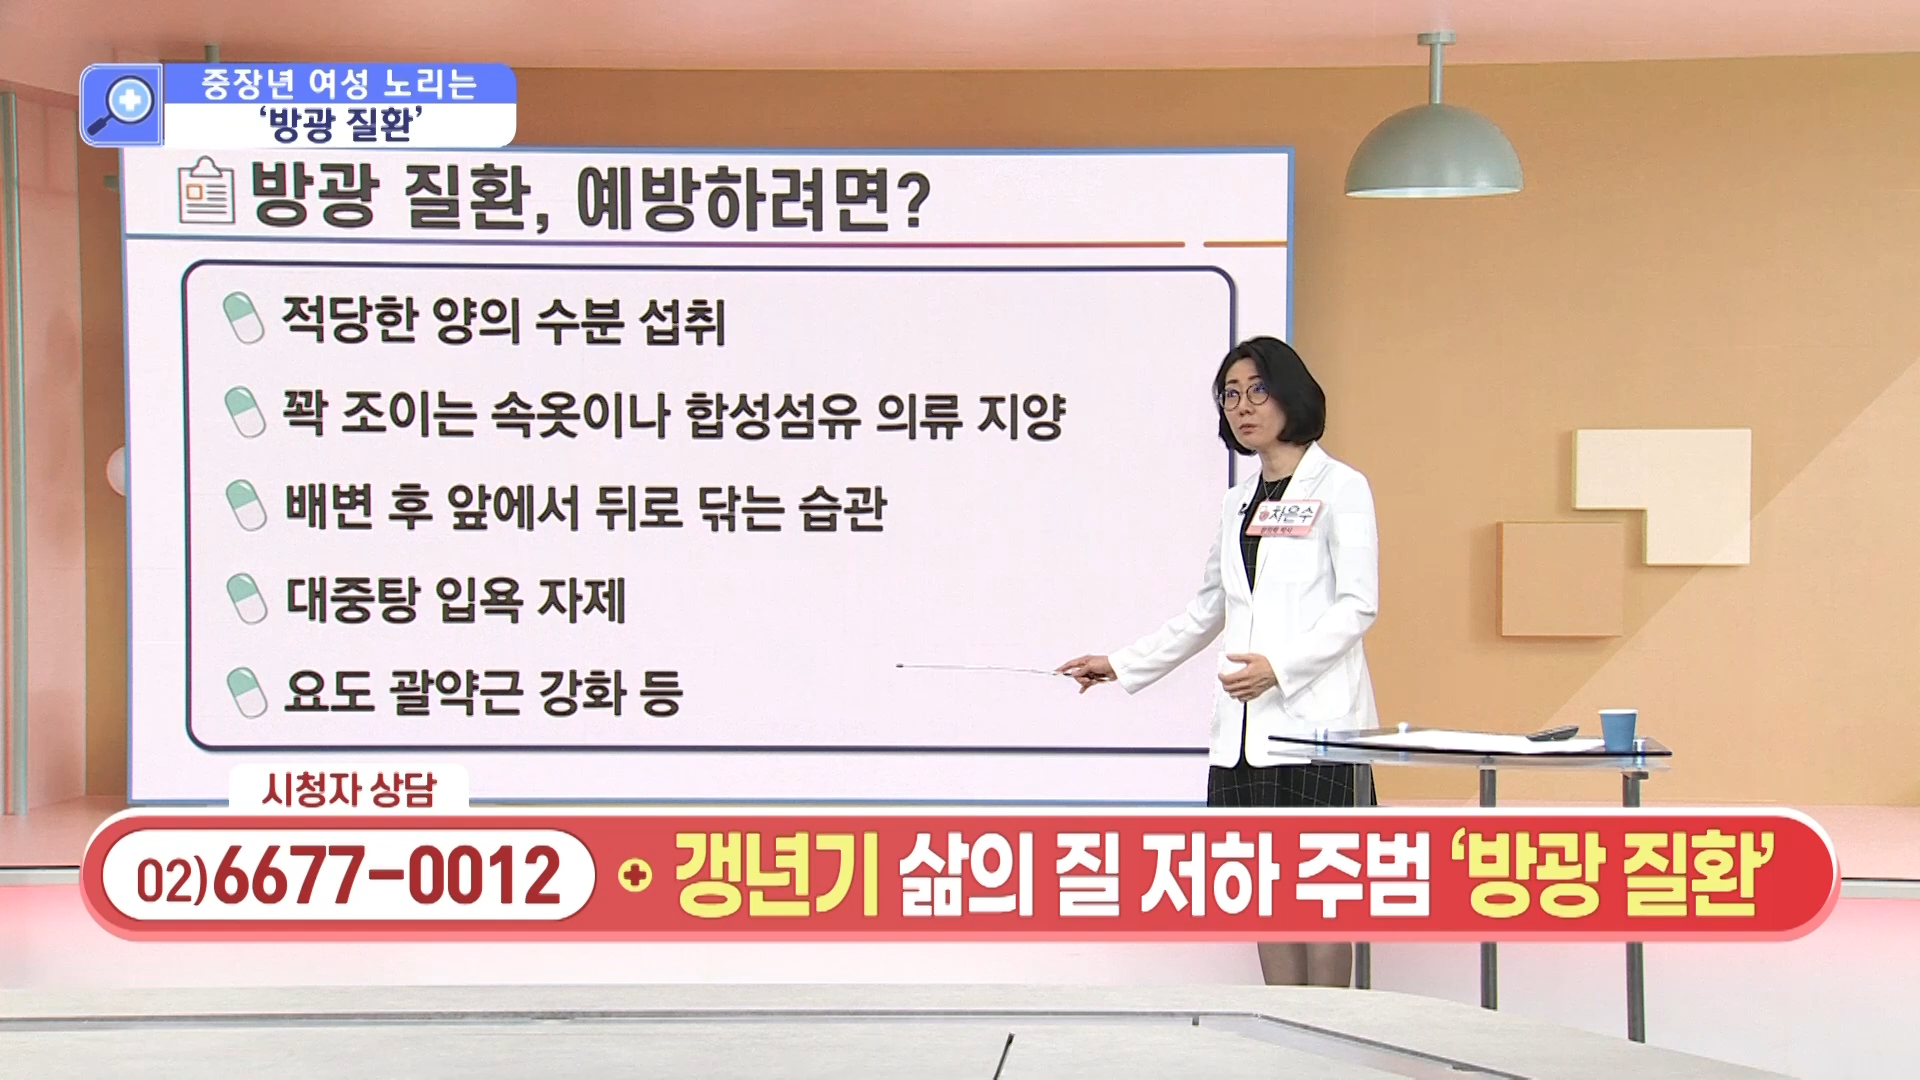 중장년 여성 노리는
‘방광 질환’
방광 질환, 예방하려면?
적당한 양의 수분 섭취
꽉 조이는 속옷이나 합성섬유 의류 지양
배변 후 앞에서 뒤로 닦는 습관
대중탕 입욕 자제
요도 괄약근 강화 등
차은수
시청자 상담
02)6677-0012
갱년기 삶의 질 저하 주범 ‘방광 질환’